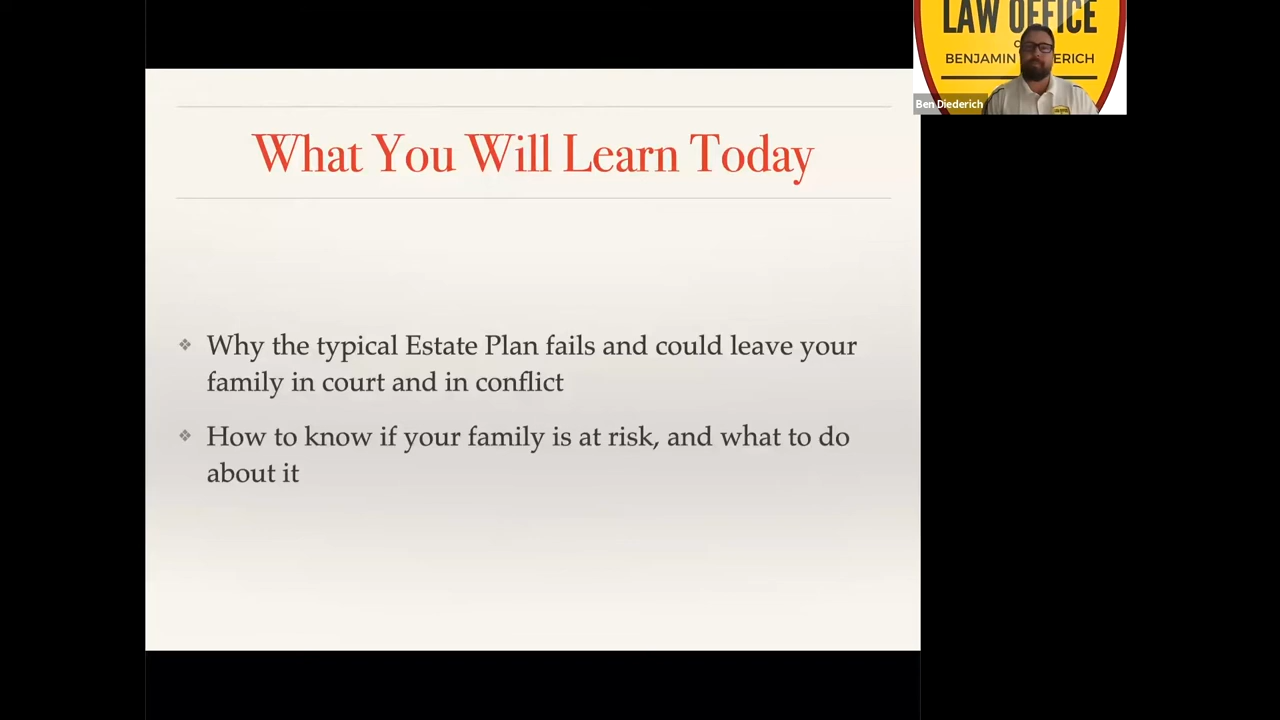 LAW OFFICE
BENJAMIN ERICH
Ben Diederich
What You Will Learn Today
Why the typical Estate Plan fails and could leave your
family in court and in conflict
How to know if your family is at risk, and what to do
about it